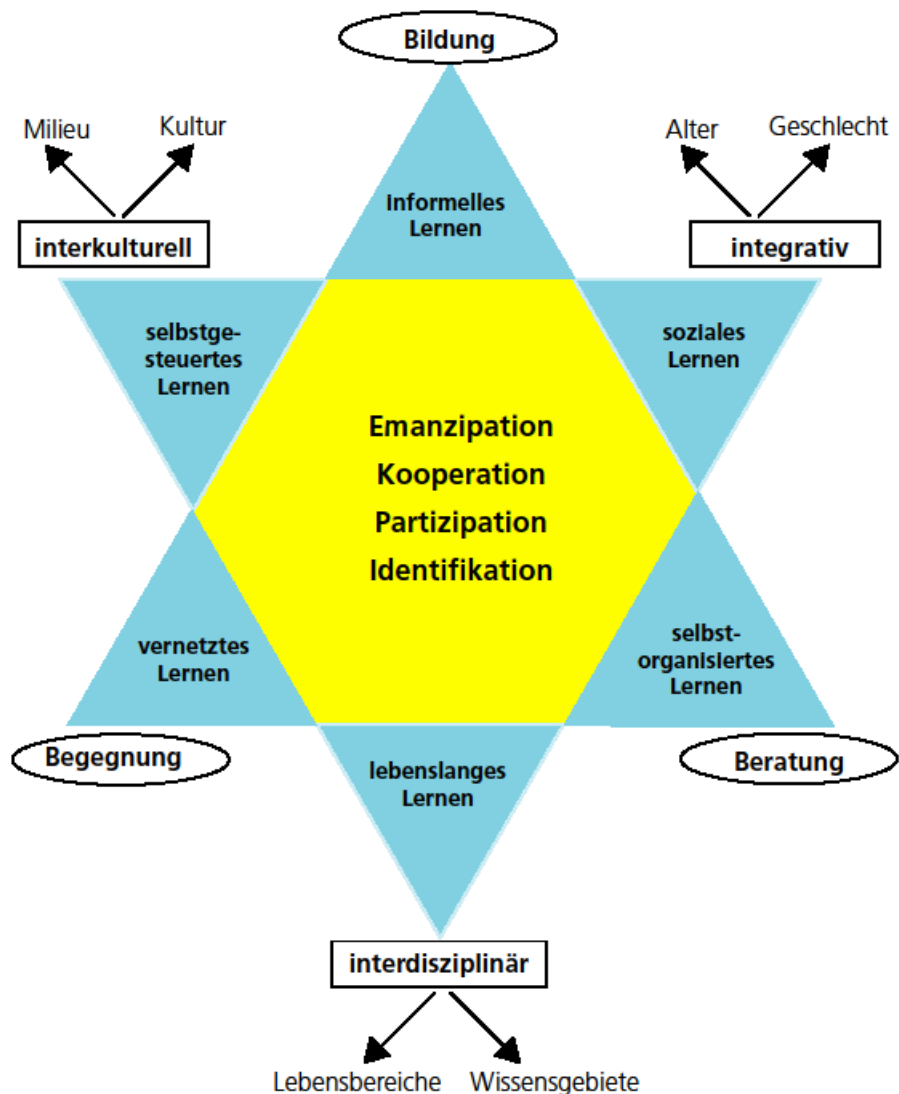 Bildung
Milieu
Kultur
Alter
Geschlecht
Informelles
Lernen
interkulturell
integrativ
selbstge-
steuertes
Lernen
soziales
Lernen
Emanzipation
Kooperation
Partizipation
Identifikation
vernetztes
Lernen
selbst-
organisiertes
Lernen
Begegnung
lebenslanges
Lernen
Beratung
interdisziplinär
Lebensbereiche
Wissensgebiete